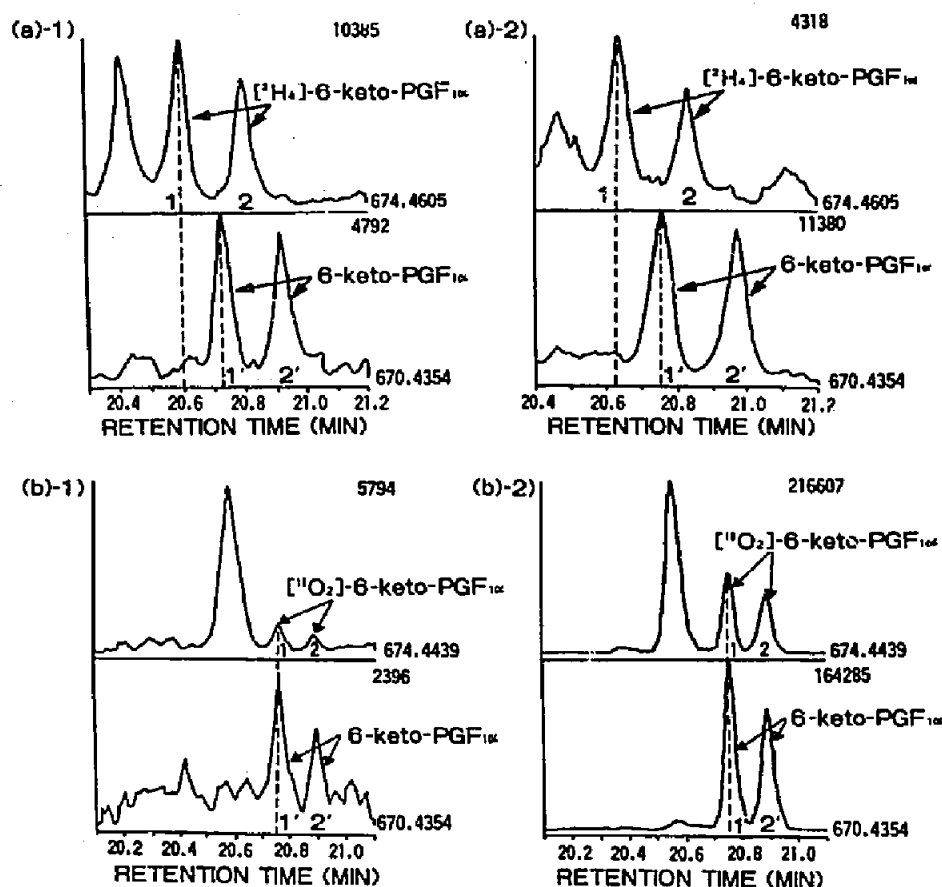 (a)-1) 10385
[²H₄]-6-keto-PGF₁α
1 2 674.4605
4792
6-keto-PGF₁α
1' 2' 670.4354
20.4 20.6 20.8 21.0 21.2
RETENTION TIME (MIN)
(a)-2) 4318
[²H₄]-6-keto-PGF₁α
1 2 674.4605
11380
6-keto-PGF₁α
1' 2' 670.4354
20.4 20.6 20.8 21.0 21.2
RETENTION TIME (MIN)
(b)-1) 5794
[¹⁸O₂]-6-keto-PGF₁α
1 2 674.4439
2396
6-keto-PGF₁α
1' 2' 670.4354
20.2 20.4 20.6 20.8 21.0
RETENTION TIME (MIN)
(b)-2) 216607
[¹⁸O₂]-6-keto-PGF₁α
1 2 674.4439
164285
6-keto-PGF₁α
1' 2' 670.4354
20.2 20.4 20.6 20.8 21.0
RETENTION TIME (MIN)